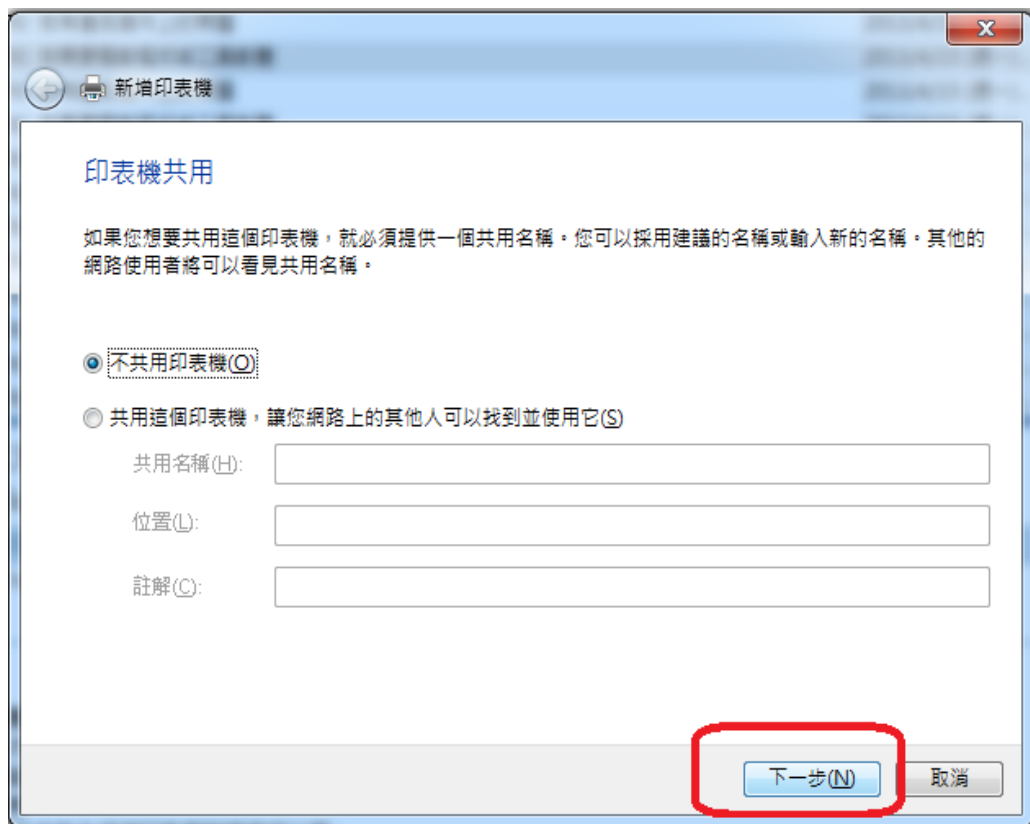 新增印表機
印表機共用
如果您想要共用這個印表機，就必須提供一個共用名稱。您可以採用建議的名稱或輸入新的名稱。其他的
網路使用者將可以看見共用名稱。
不共用印表機(O)
共用這個印表機，讓您網路上的其他人可以找到並使用它(S)
共用名稱(H):
位置(L):
註解(C):
下一步(N)
取消